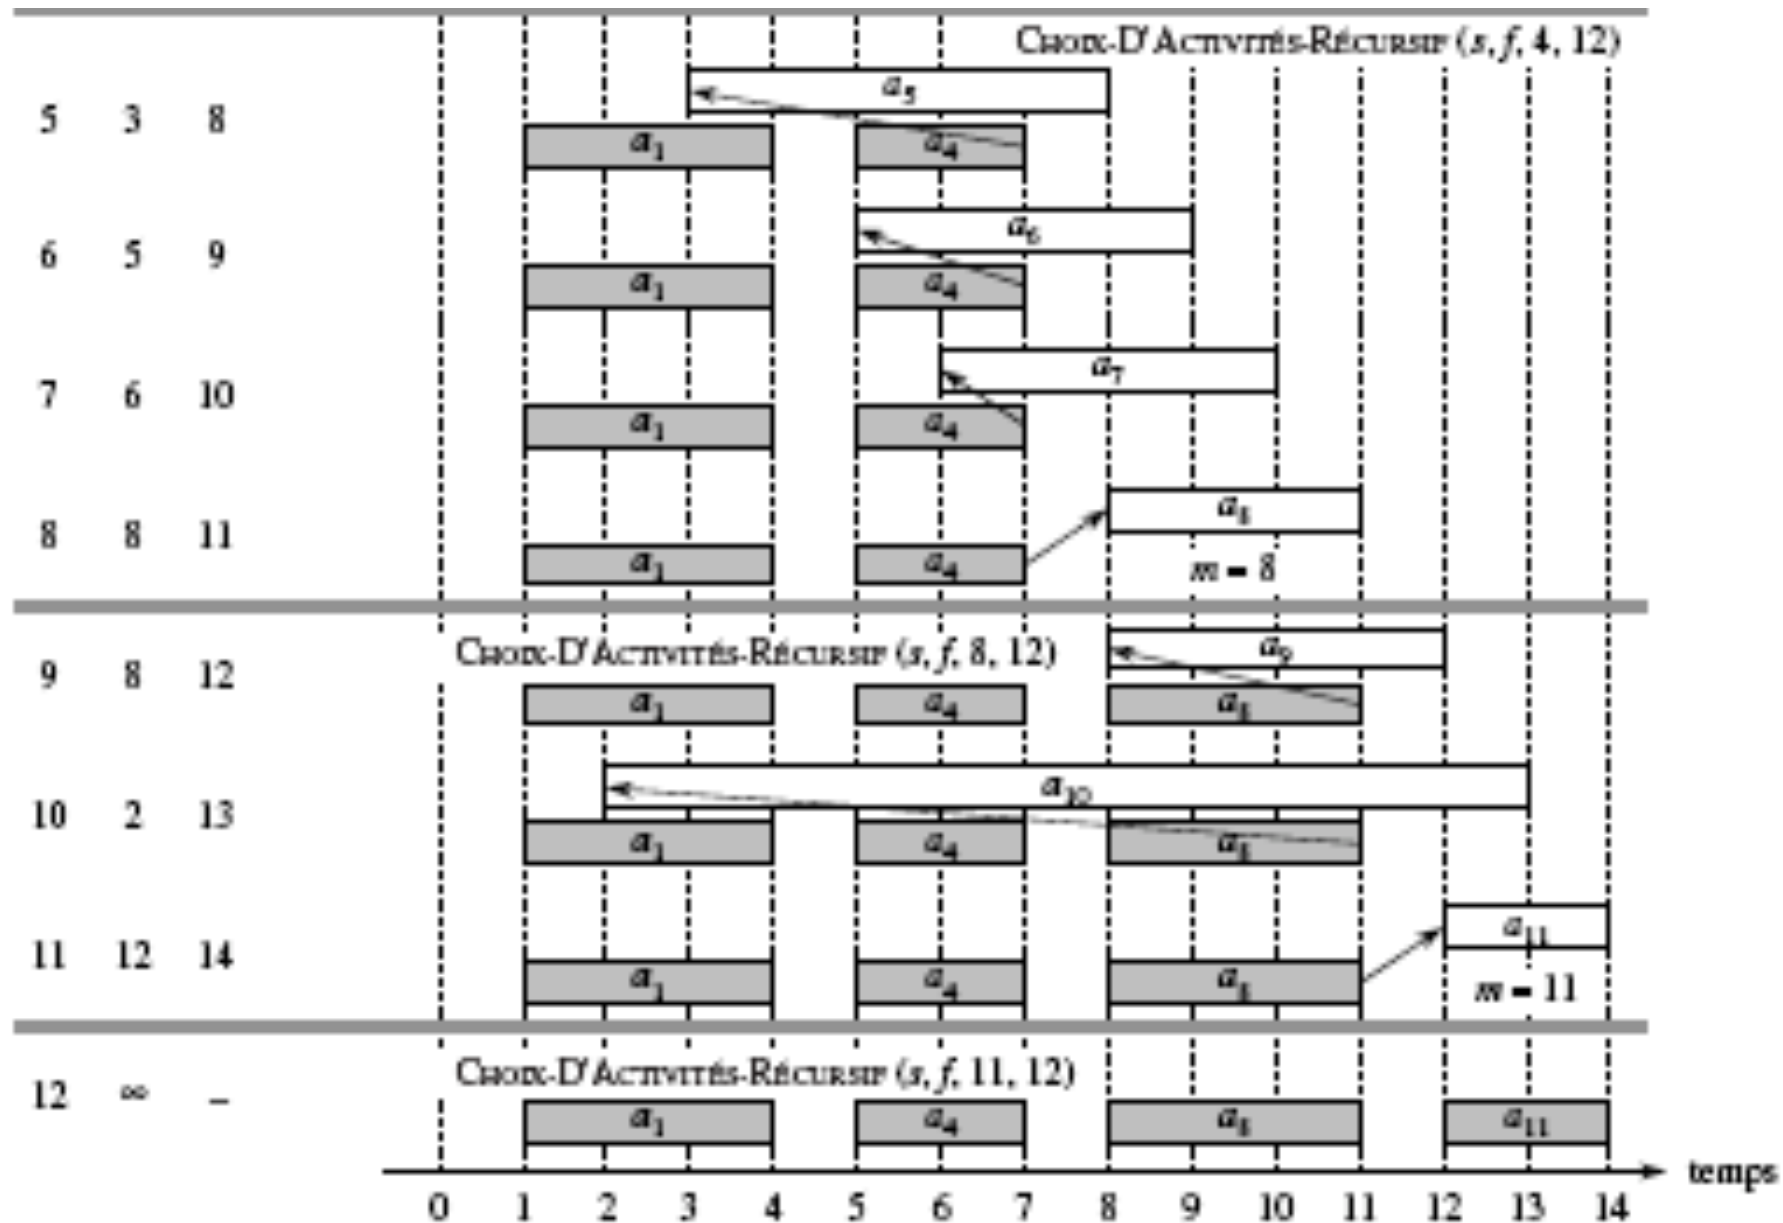 CHOIX-D'ACTIVITÉS-RÉCURSIF (s, f, 4, 12)
a5
5 3 8
a1 a4
a6
6 5 9
a1 a4
a7
7 6 10
a1 a4
a8
8 8 11
a1 a4 m = 8
CHOIX-D'ACTIVITÉS-RÉCURSIF (s, f, 8, 12) a9
9 8 12
a1 a4 a8
a10
10 2 13
a1 a4 a8
a11
11 12 14
a1 a4 a8 m = 11
CHOIX-D'ACTIVITÉS-RÉCURSIF (s, f, 11, 12)
12 ∞ –
a1 a4 a8 a11
temps
0 1 2 3 4 5 6 7 8 9 10 11 12 13 14